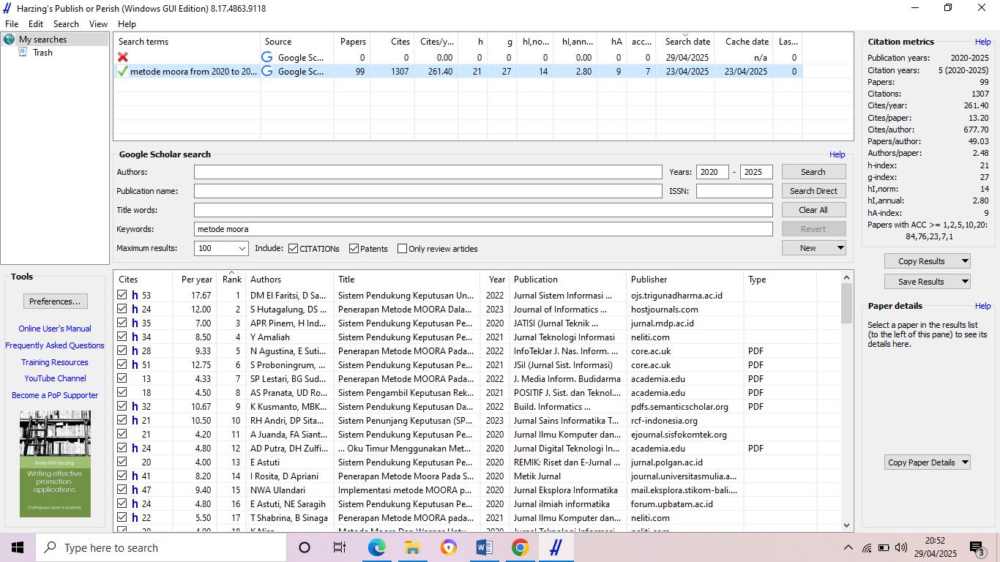 Harzing's Publish or Perish (Windows GUI Edition) 8.17.4863.9118
File Edit Search View Help
My searches
Trash
Search terms Source Papers Cites Cites/y... h g hI,no... hI,ann... hA acc... Search date Cache date Las...
Google Sc... 0 0 0.00 0 0 0 0.00 0 0 29/04/2025 n/a 0
metode moora from 2020 to 20... Google Sc... 99 1307 261.40 21 27 14 2.80 9 7 23/04/2025 23/04/2025 0
Google Scholar search Help
Authors: Years: 2020 - 2025 Search
Publication name: ISSN: Search Direct
Title words: Clear All
Keywords: metode moora Revert
Maximum results: 100 Include: CITATIONs Patents Only review articles New
Cites Per year Rank Authors Title Year Publication Publisher Type
h 53 17.67 1 DM El Faritsi, D Sa... Sistem Pendukung Keputusan Un... 2022 Jurnal Sistem Informasi ... ojs.trigunadharma.ac.id
h 24 12.00 2 S Hutagalung, DS ... Penerapan Metode MOORA Dala... 2023 Journal of Informatics ... hostjournals.com
h 35 7.00 3 APR Pinem, H Ind... Sistem Pendukung Keputusan Pe... 2020 JATISI (Jurnal Teknik ... jurnal.mdp.ac.id
h 34 8.50 4 Y Amaliah Sistem Pendukung Keputusan Pe... 2021 Jurnal Teknologi Informasi neliti.com
h 28 9.33 5 N Agustina, E Suti... Penerapan Metode MOORA Pada... 2022 InfoTekJar J. Nas. Inform. ... core.ac.uk PDF
h 51 12.75 6 S Proboningrum, ... Sistem Pendukung Keputusan Pe... 2021 JSil (Jurnal Sist. Informasi) core.ac.uk PDF
13 4.33 7 SP Lestari, BG Sud... Penerapan Metode MOORA Pada... 2022 J. Media Inform. Budidarma academia.edu PDF
18 4.50 8 AS Pranata, UD Ro... Sistem Pengambil Keputusan Rek... 2021 POSITIF J. Sist. dan Teknol.... academia.edu PDF
h 32 10.67 9 K Kusmanto, MBK... Sistem Pendukung Keputusan Da... 2022 Build. Informatics ... pdfs.semanticscholar.org PDF
h 21 10.50 10 RH Andri, DP Sita... Sistem Penunjang Keputusan (SP... 2023 Jurnal Sains Informatika T... rcf-indonesia.org
21 4.20 11 A Juanda, FA Siant... Sistem Pendukung Keputusan Pe... 2020 Jurnal Ilmu Komputer dan... ejournal.sisfokomtek.org
h 24 4.80 12 AD Putra, DH Zulfi... ... Oku Timur Menggunakan Met... 2020 Jurnal Digital Teknologi In... academia.edu PDF
20 4.00 13 E Astuti Sistem Pendukung Keputusan Pe... 2020 REMIK: Riset dan E-Jurnal ... jurnal.polgan.ac.id
h 41 8.20 14 I Rosita, D Apriani Penerapan Metode Moora Pada S... 2020 Metik Jurnal journal.universitasmulia.a...
h 47 9.40 15 NWA Ulandari Implementasi metode MOORA p... 2020 Jurnal Eksplora Informatika mail.eksplora.stikom-bali....
h 24 4.80 16 E Astuti, NE Saragih Sistem Pendukung Keputusan Pe... 2020 Jurnal ilmiah informatika forum.upbatam.ac.id
h 22 5.50 17 T Shabrina, B Sinaga Penerapan Metode MOORA pada... 2021 Jurnal Ilmu Komputer dan... neliti.com
Citation metrics Help
Publication years: 2020-2025
Citation years: 5 (2020-2025)
Papers: 99
Citations: 1307
Cites/year: 261.40
Cites/paper: 13.20
Cites/author: 677.70
Papers/author: 49.03
Authors/paper: 2.48
h-index: 21
g-index: 27
hI,norm: 14
hI,annual: 2.80
hA-index: 9
Papers with ACC >= 1,2,5,10,20:
84,76,23,7,1
Copy Results
Save Results
Paper details Help
Select a paper in the results list
(to the left of this pane) to see its
details here.
Copy Paper Details
Tools
Preferences...
Online User's Manual
Frequently Asked Questions
Training Resources
YouTube Channel
Become a PoP Supporter
Anne-Wil Harzing
Writing effective
promotion
applications
Crafting your career in academia
Type here to search
20:52
29/04/2025
3